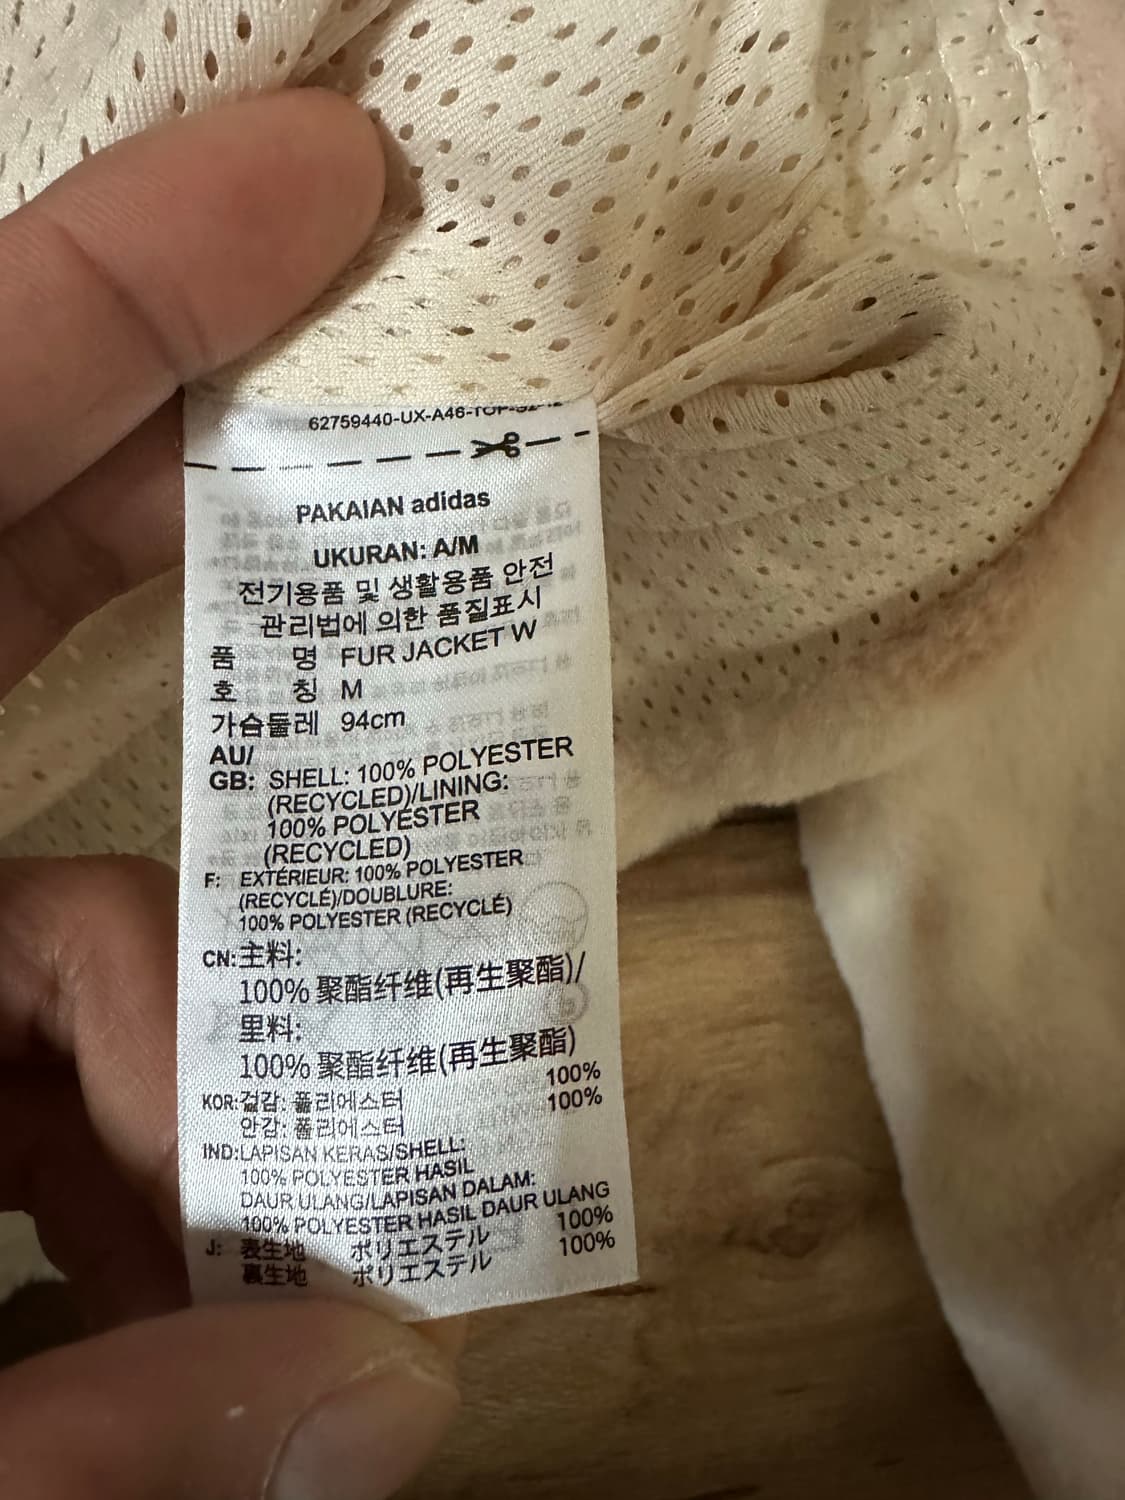 62759440-UX-A46-TOP-
PAKAIAN adidas
UKURAN: A/M
전기용품 및 생활용품 안전
관리법에 의한 품질표시
품 명 FUR JACKET W
호 칭 M
가슴둘레 94cm
AU/
GB: SHELL: 100% POLYESTER
(RECYCLED)/LINING:
100% POLYESTER
(RECYCLED)
F: EXTÉRIEUR: 100% POLYESTER
(RECYCLÉ)/DOUBLURE:
100% POLYESTER (RECYCLÉ)
CN: 主料:
100% 聚酯纤维(再生聚酯)/
里料:
100% 聚酯纤维(再生聚酯)
KOR: 겉감: 폴리에스터 100%
안감: 폴리에스터 100%
IND: LAPISAN KERAS/SHELL:
100% POLYESTER HASIL
DAUR ULANG/LAPISAN DALAM:
100% POLYESTER HASIL DAUR ULANG
J: 表生地 ポリエステル 100%
裏生地 ポリエステル 100%